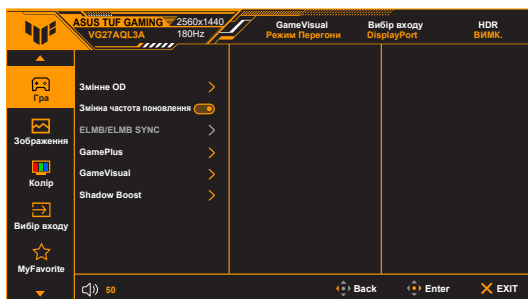 ASUS TUF GAMING 2560x1440
VG27AQL3A 180Hz
GameVisual
Режим Перегони
Вибір входу
DisplayPort
HDR
ВИМК.
Гра
Зображення
Колір
Вибір входу
MyFavorite
Змінне OD
Змінна частота поновлення
ELMB/ELMB SYNC
GamePlus
GameVisual
Shadow Boost
50
Back
Enter
EXIT